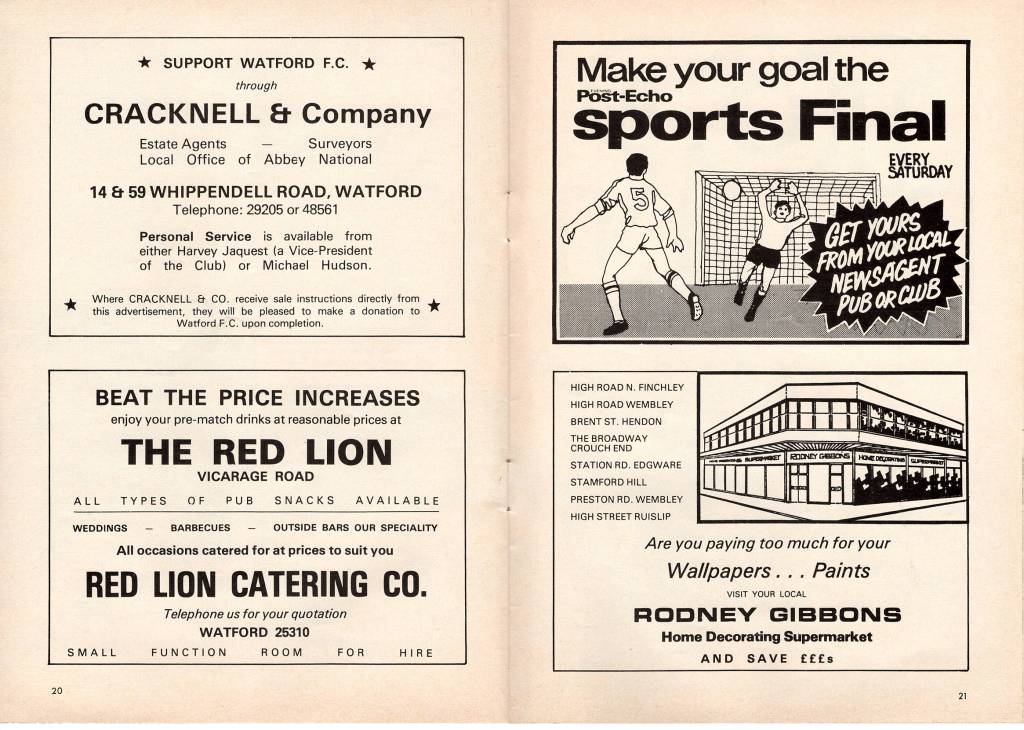 ★ SUPPORT WATFORD F.C. ★
through
CRACKNELL & Company
Estate Agents — Surveyors
Local Office of Abbey National
14 & 59 WHIPPENDELL ROAD, WATFORD
Telephone: 29205 or 48561
Personal Service is available from
either Harvey Jaquest (a Vice-President
of the Club) or Michael Hudson.
★ Where CRACKNELL & CO. receive sale instructions directly from
this advertisement, they will be pleased to make a donation to ★
Watford F.C. upon completion.
BEAT THE PRICE INCREASES
enjoy your pre-match drinks at reasonable prices at
THE RED LION
VICARAGE ROAD
ALL TYPES OF PUB SNACKS AVAILABLE
WEDDINGS — BARBECUES — OUTSIDE BARS OUR SPECIALITY
All occasions catered for at prices to suit you
RED LION CATERING CO.
Telephone us for your quotation
WATFORD 25310
SMALL FUNCTION ROOM FOR HIRE
20
Make your goal the
EVENING
Post-Echo
sports Final
EVERY
SATURDAY
5
GET YOURS
FROM YOUR LOCAL
NEWSAGENT
PUB OR CLUB
HIGH ROAD N. FINCHLEY
HIGH ROAD WEMBLEY
BRENT ST. HENDON
THE BROADWAY
CROUCH END
STATION RD. EDGWARE
STAMFORD HILL
PRESTON RD. WEMBLEY
HIGH STREET RUISLIP
HOME DECORATING SUPERMARKET
RODNEY GIBBONS
HOME DECORATING SUPERMARKET
Are you paying too much for your
Wallpapers . . . Paints
VISIT YOUR LOCAL
RODNEY GIBBONS
Home Decorating Supermarket
AND SAVE £££s
21